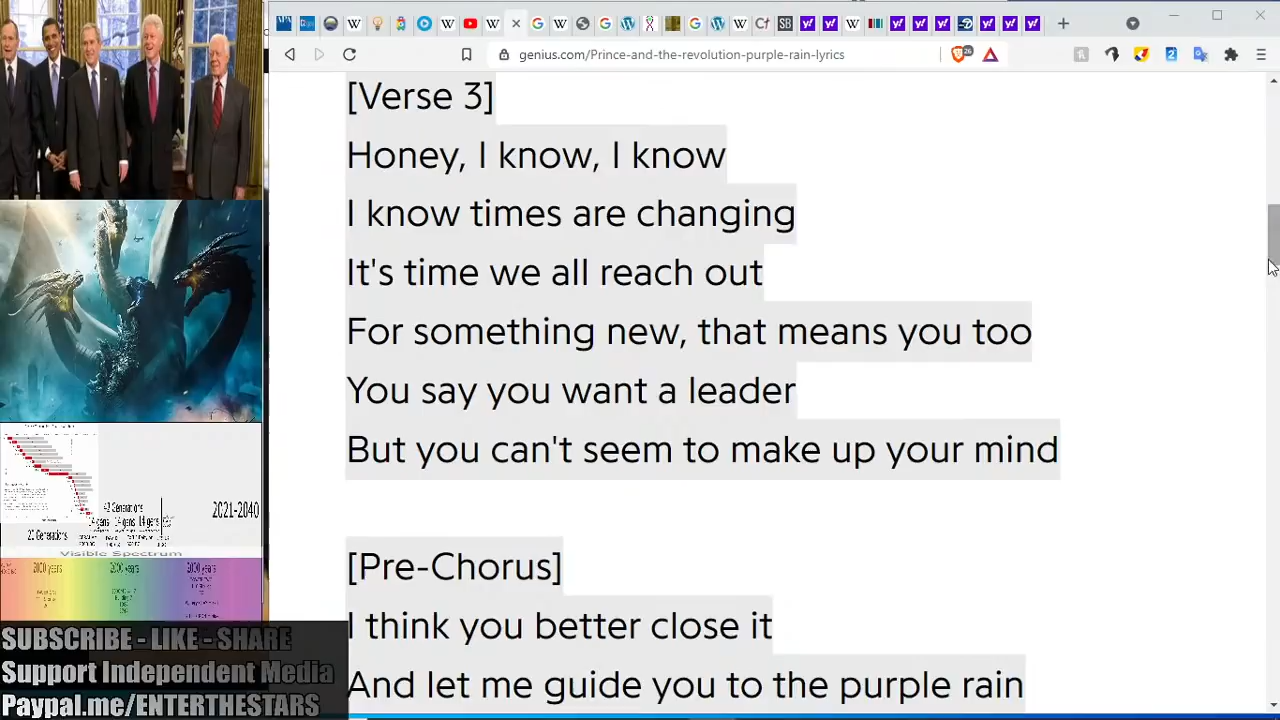 genius.com/Prince-and-the-revolution-purple-rain-lyrics
[Verse 3]
Honey, I know, I know
I know times are changing
It's time we all reach out
For something new, that means you too
You say you want a leader
But you can't seem to make up your mind
[Pre-Chorus]
I think you better close it
And let me guide you to the purple rain
2021-2040
Visible Spectrum
SUBSCRIBE - LIKE - SHARE
Support Independent Media
Paypal.me/ENTERTHESTARS